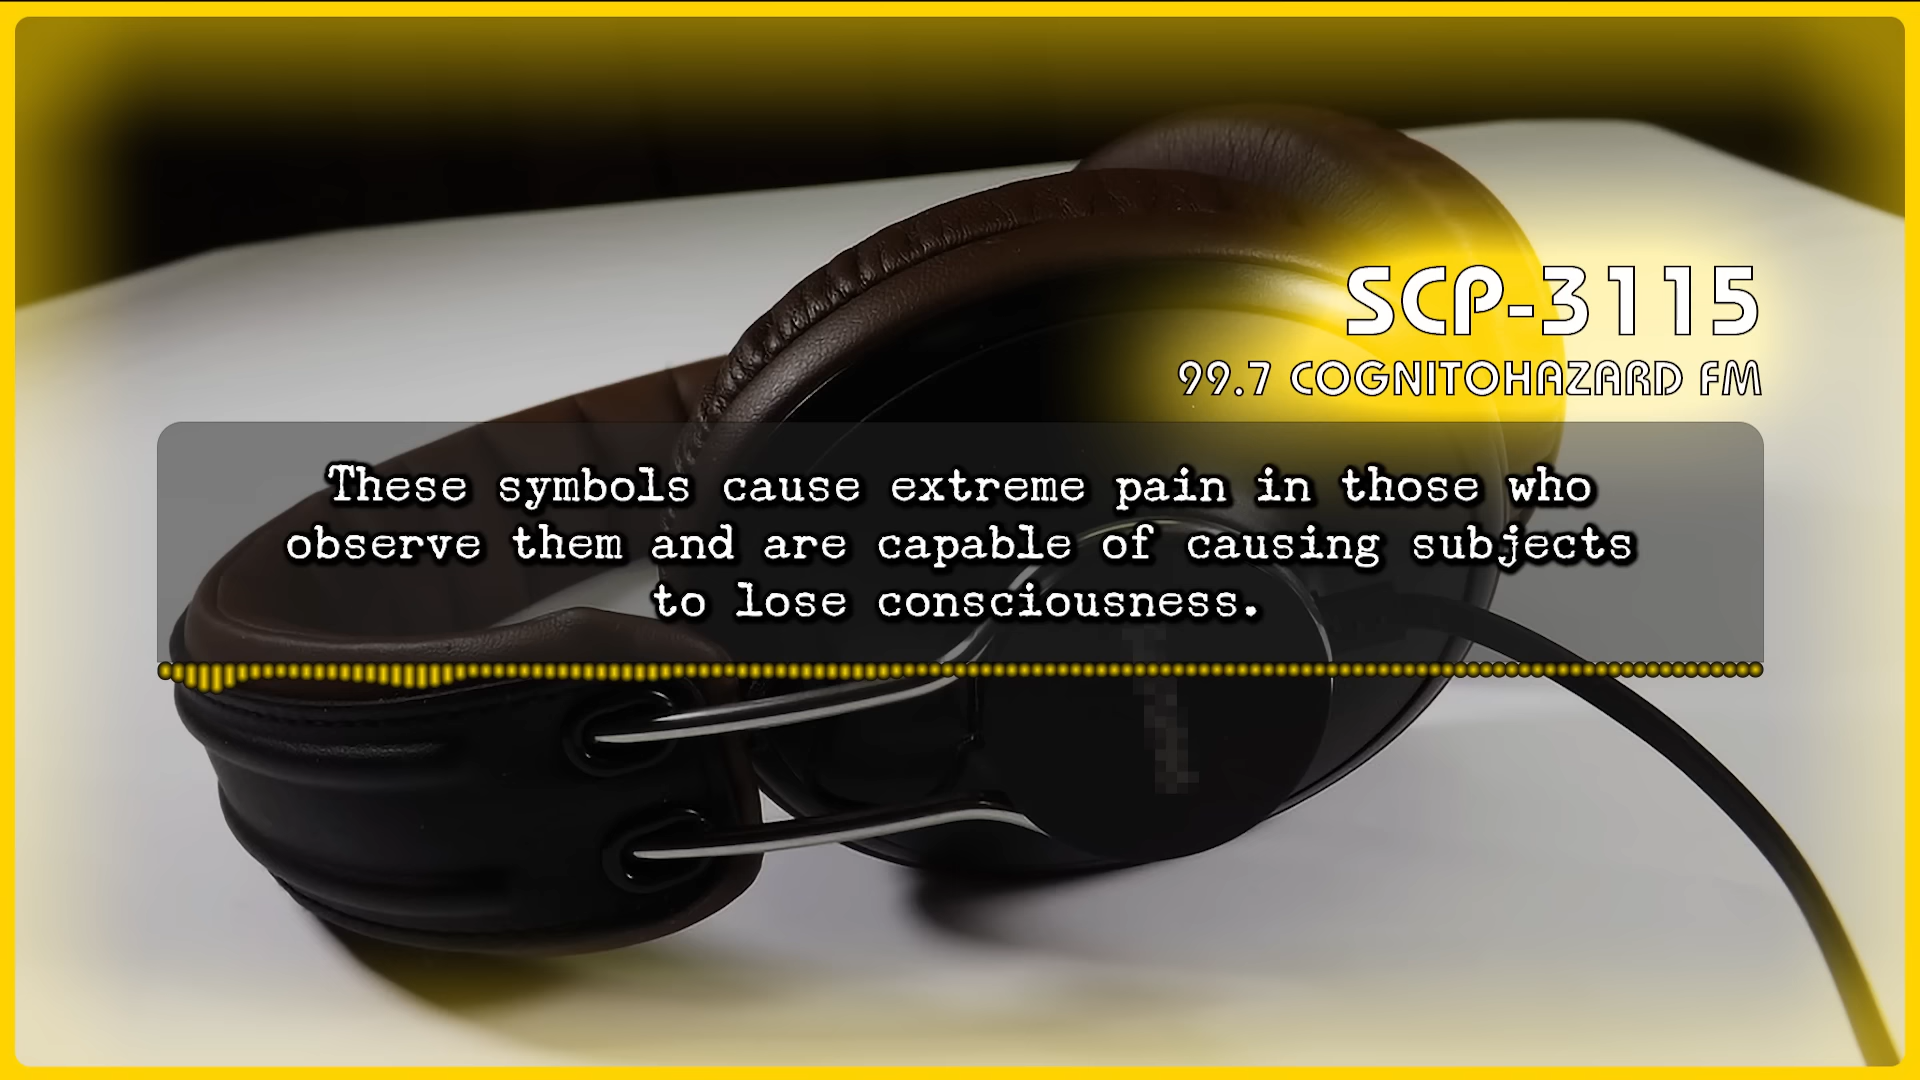 SCP-3115
99.7 COGNITOHAZARD FM
These symbols cause extreme pain in those who
observe them and are capable of causing subjects
to lose consciousness.